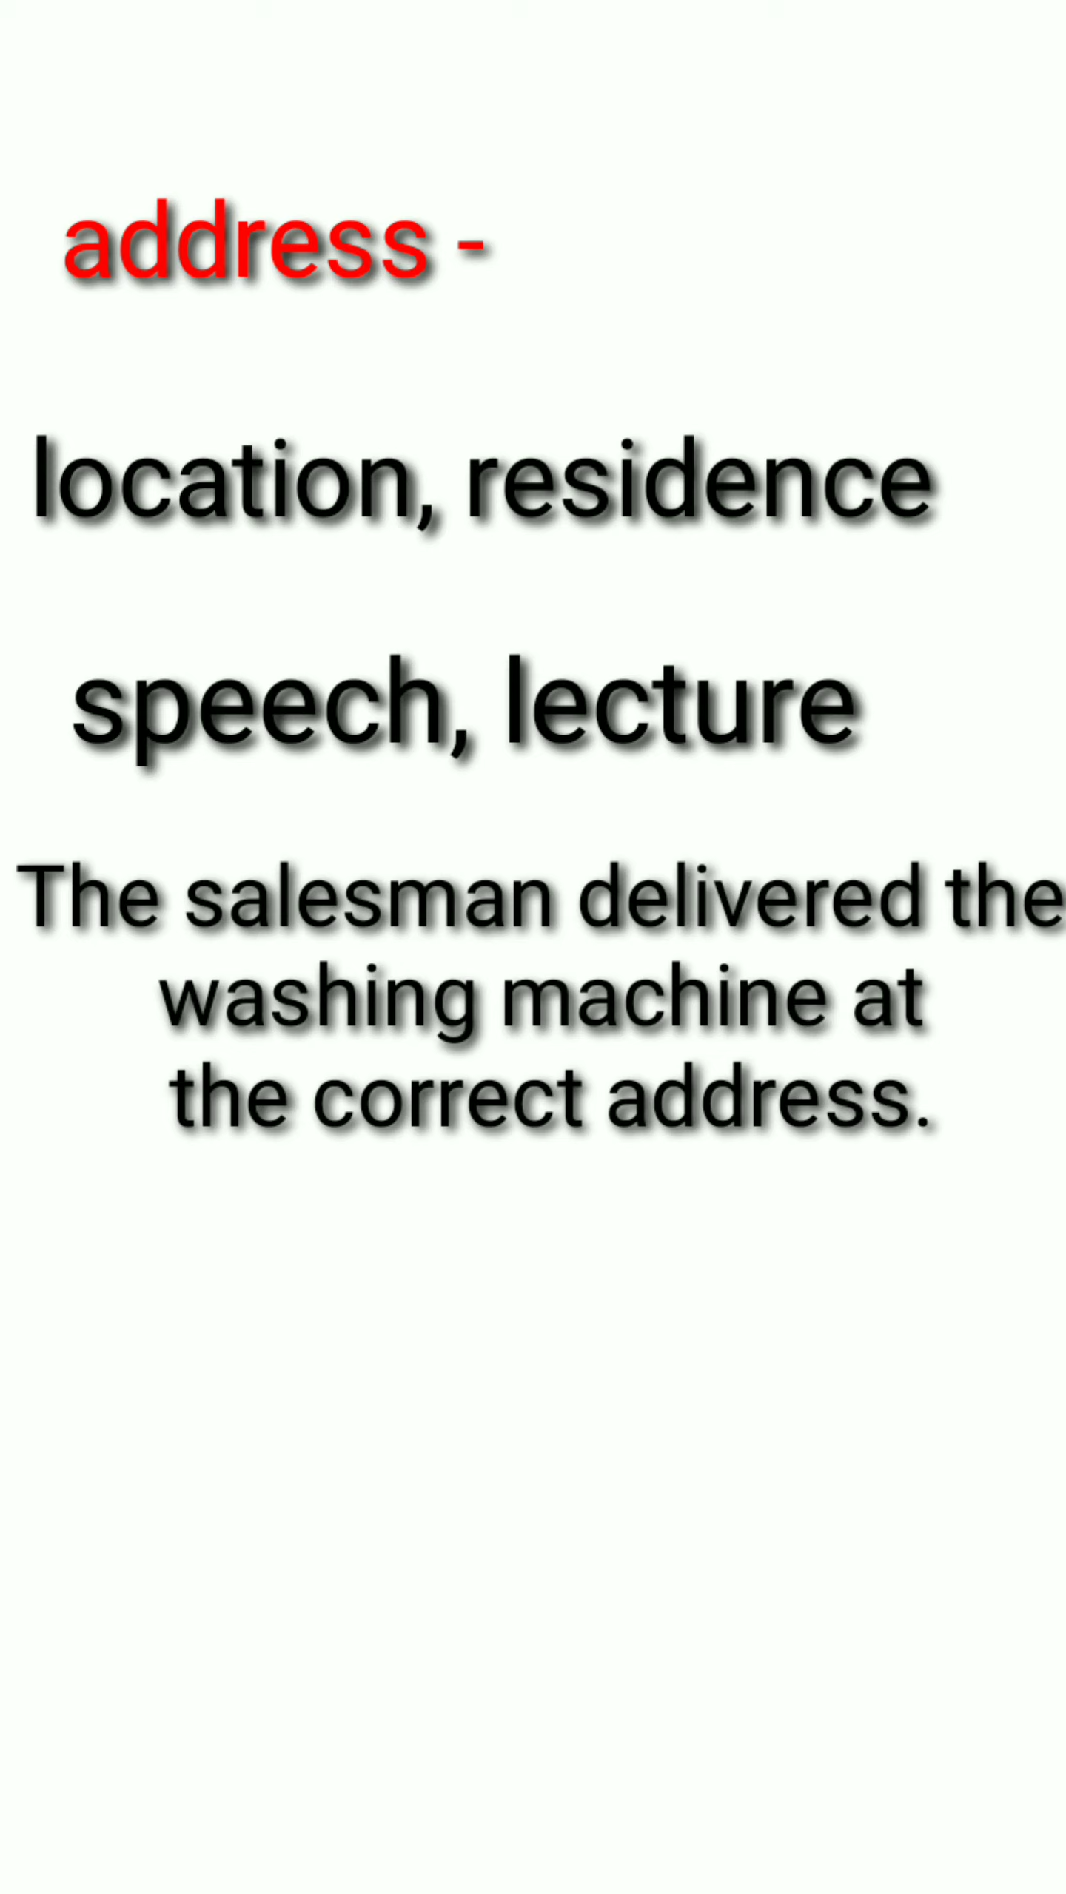 address -
location, residence
speech, lecture
The salesman delivered the
washing machine at
the correct address.